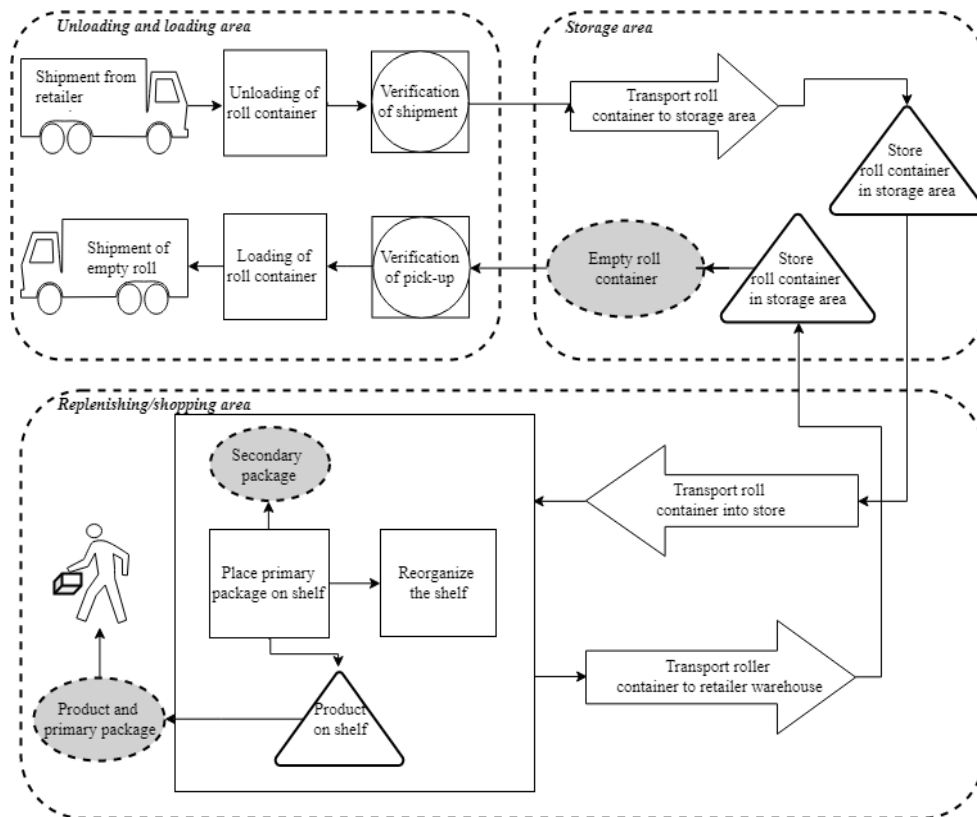 Unloading and loading area
Shipment from
retailer
Unloading of
roll container
Verification
of shipment
Shipment of
empty roll
Loading of
roll container
Verification
of pick-up
Storage area
Transport roll
container to storage area
Store
roll container
in storage area
Empty roll
container
Store
roll container
in storage area
Replenishing/shopping area
Secondary
package
Place primary
package on shelf
Reorganize
the shelf
Product and
primary package
Product
on shelf
Transport roll
container into store
Transport roller
container to retailer warehouse